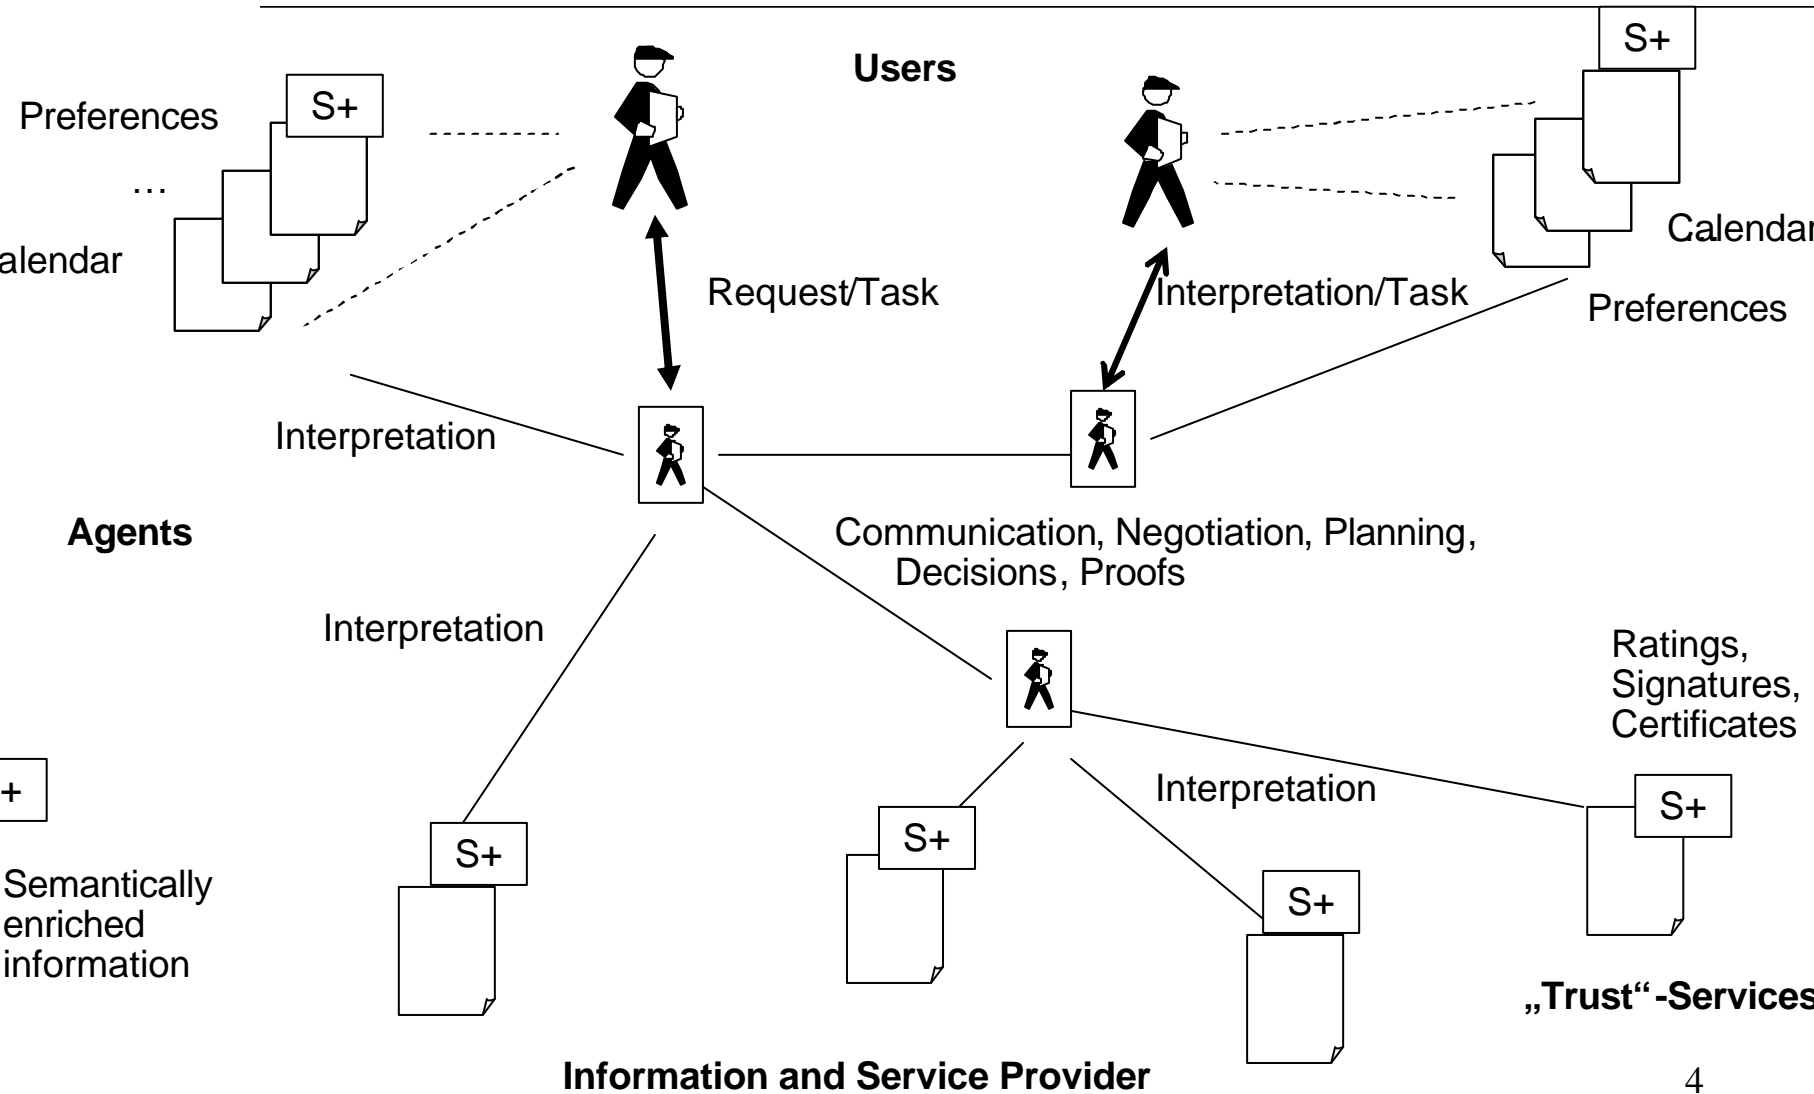 Users
S+
Preferences
S+
...
alendar
Calendar
...
Request/Task
Interpretation/Task
Preferences
Interpretation
Agents
Communication, Negotiation, Planning,
Decisions, Proofs
Interpretation
Ratings,
Signatures,
Certificates
+
Interpretation
S+
S+
S+
S+
Semantically
enriched
information
„Trust“-Services
Information and Service Provider
4